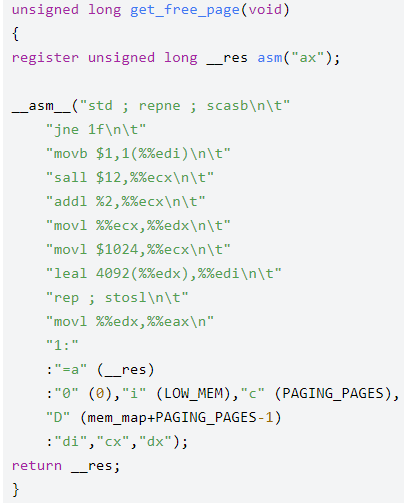 unsigned long get_free_page(void)
{
register unsigned long __res asm("ax");
__asm__("std ; repne ; scasb\n\t"
"jne 1f\n\t"
"movb $1,1(%%edi)\n\t"
"sall $12,%%ecx\n\t"
"addl %2,%%ecx\n\t"
"movl %%ecx,%%edx\n\t"
"movl $1024,%%ecx\n\t"
"leal 4092(%%edx),%%edi\n\t"
"rep ; stosl\n\t"
"movl %%edx,%%eax\n"
"1:"
:"=a" (__res)
:"0" (0),"i" (LOW_MEM),"c" (PAGING_PAGES),
"D" (mem_map+PAGING_PAGES-1)
:"di","cx","dx");
return __res;
}